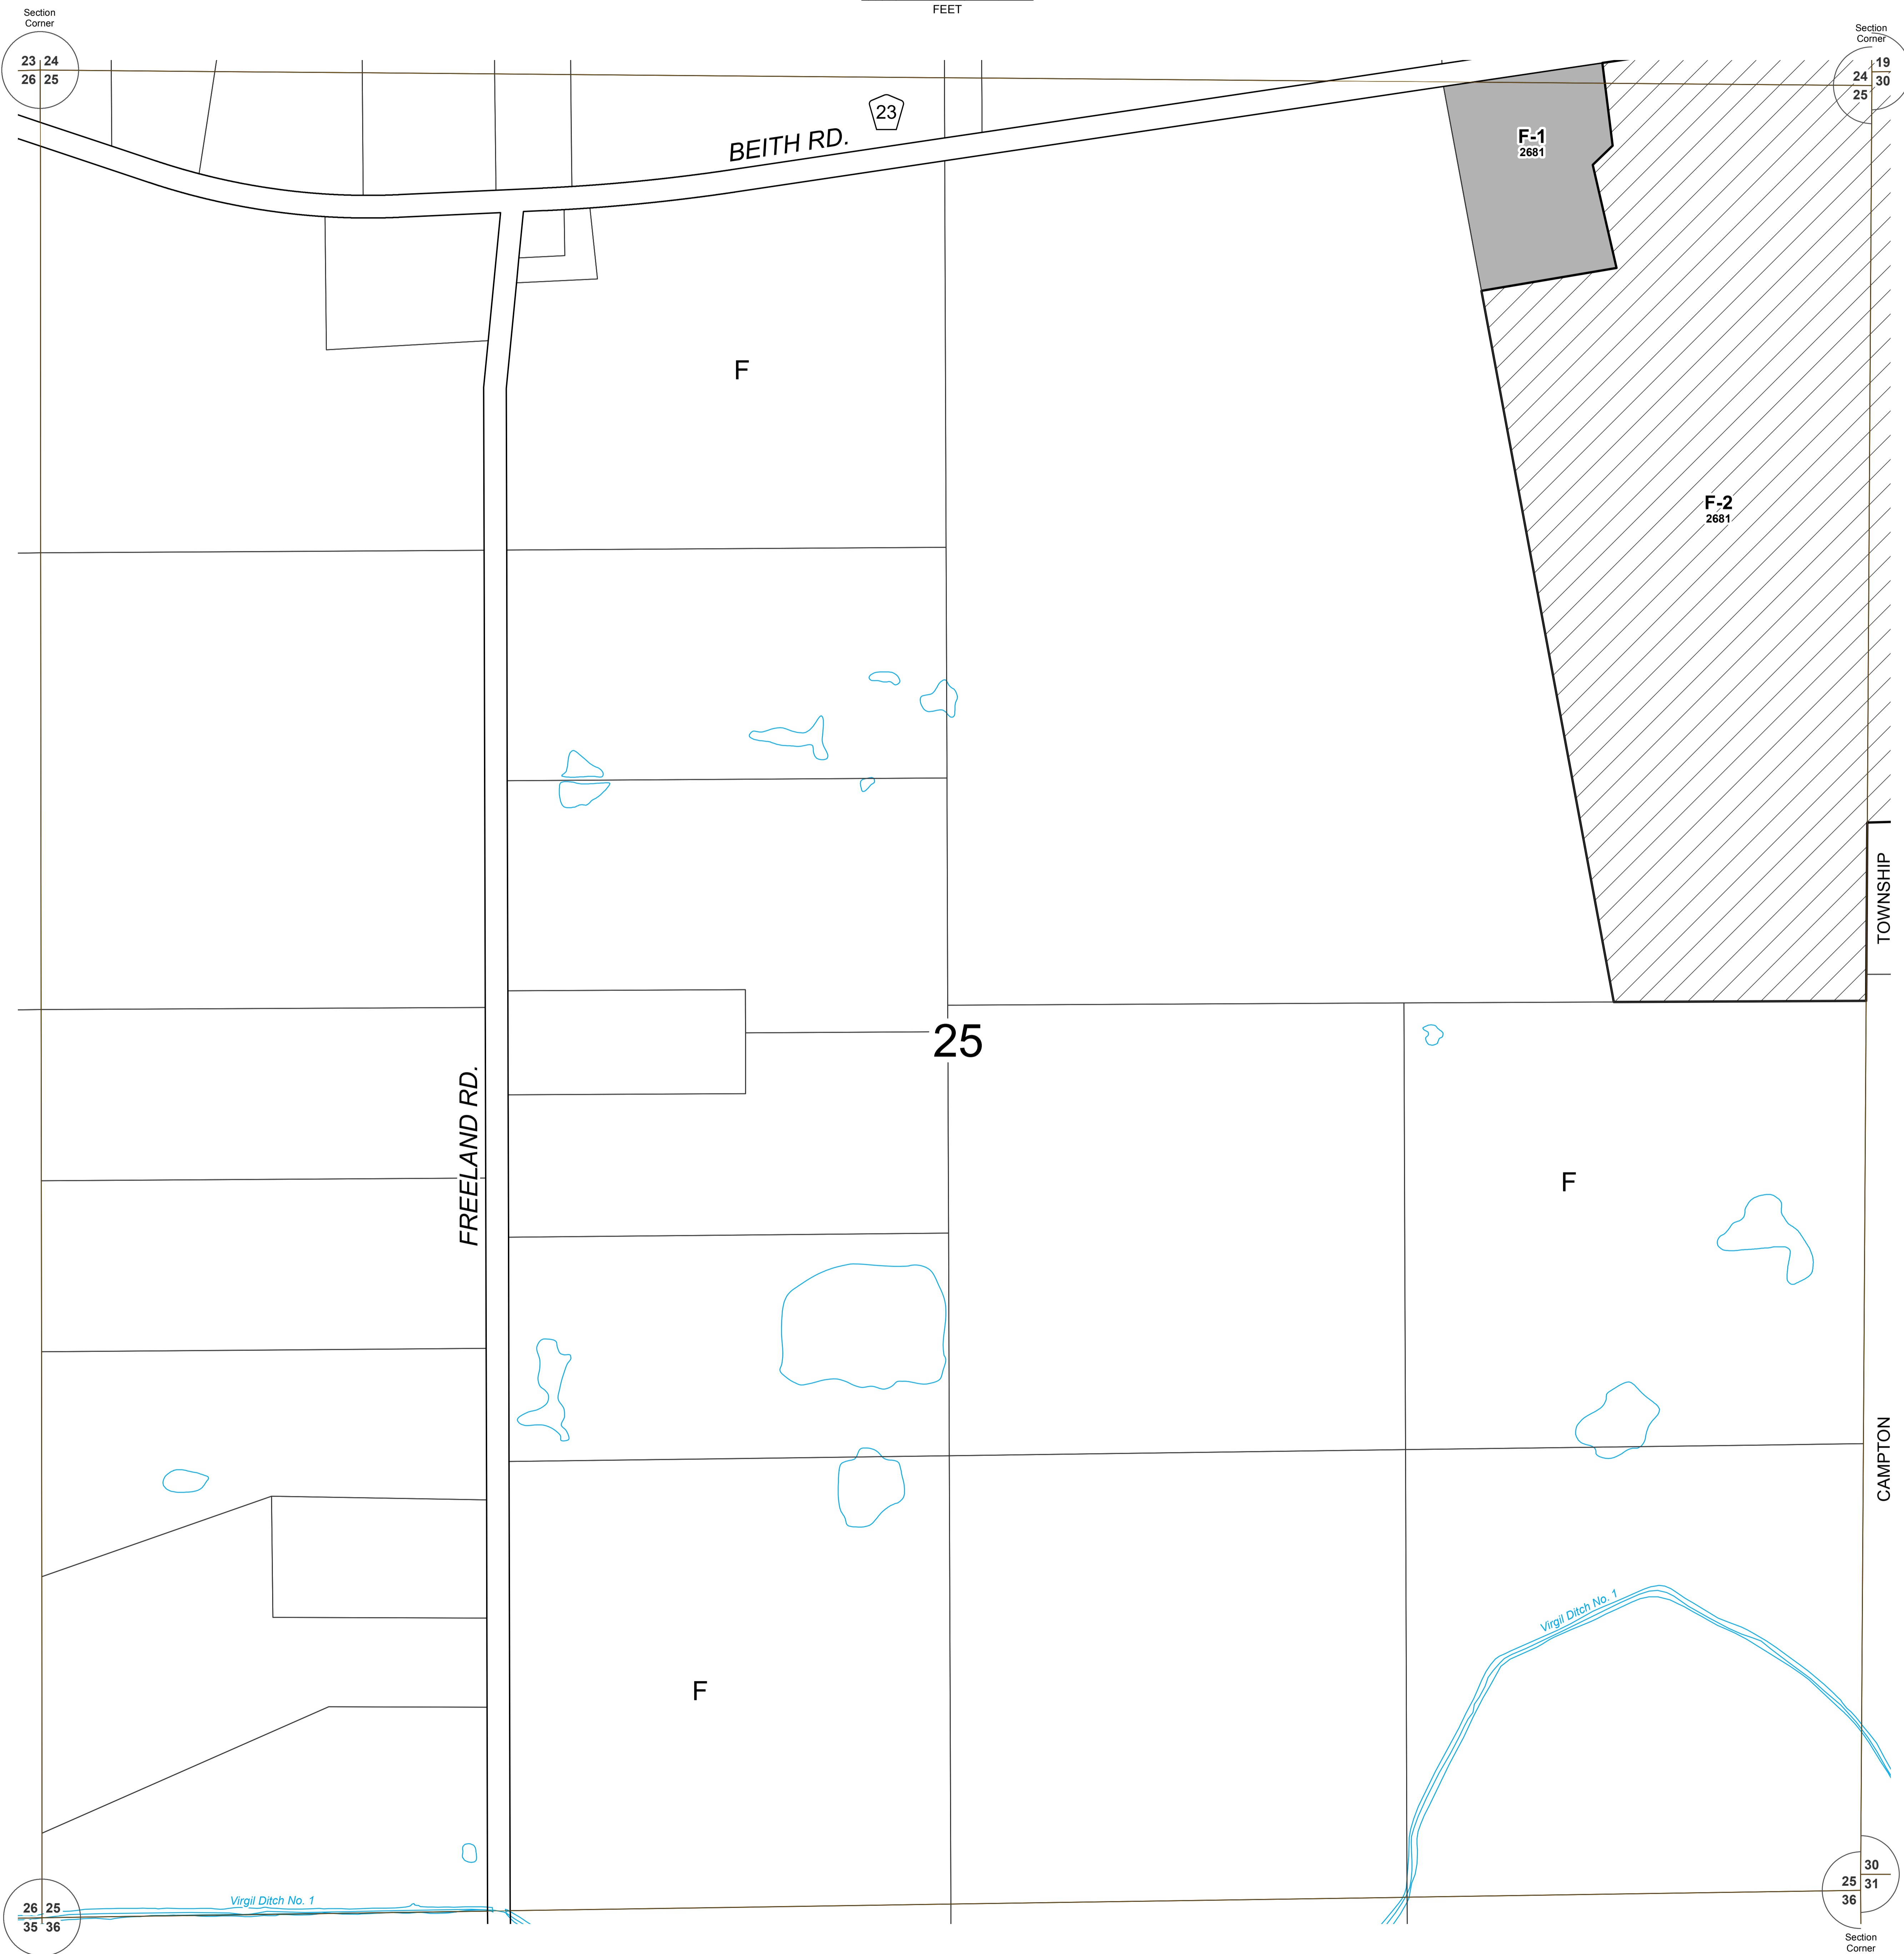 FEET
Section
Corner
23 24
26 25
Section
Corner
19
24 30
25
23
BEITH RD.
F-1
2681
F
F-2
2681
TOWNSHIP
25
FREELAND RD.
F
CAMPTON
Virgil Ditch No. 1
F
30
25 31
36
Virgil Ditch No. 1
26 25
35 36
Section
Corner